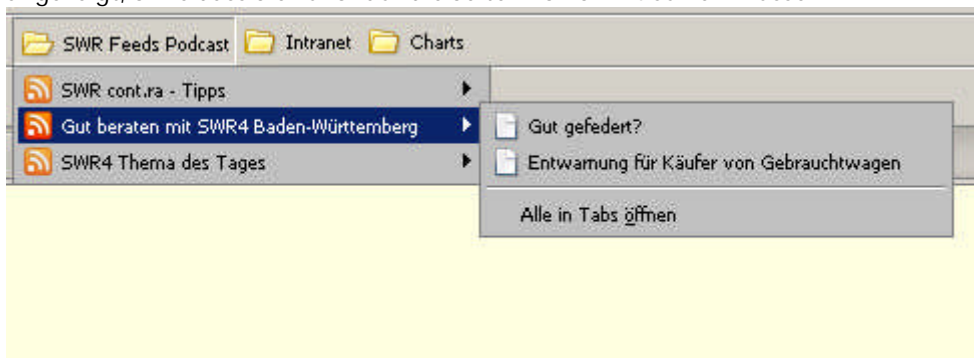 SWR Feeds Podcast Intranet Charts
SWR cont.ra - Tipps
Gut beraten mit SWR4 Baden-Württemberg
Gut gefedert?
SWR4 Thema des Tages
Entwarnung für Käufer von Gebrauchtwagen
Alle in Tabs öffnen